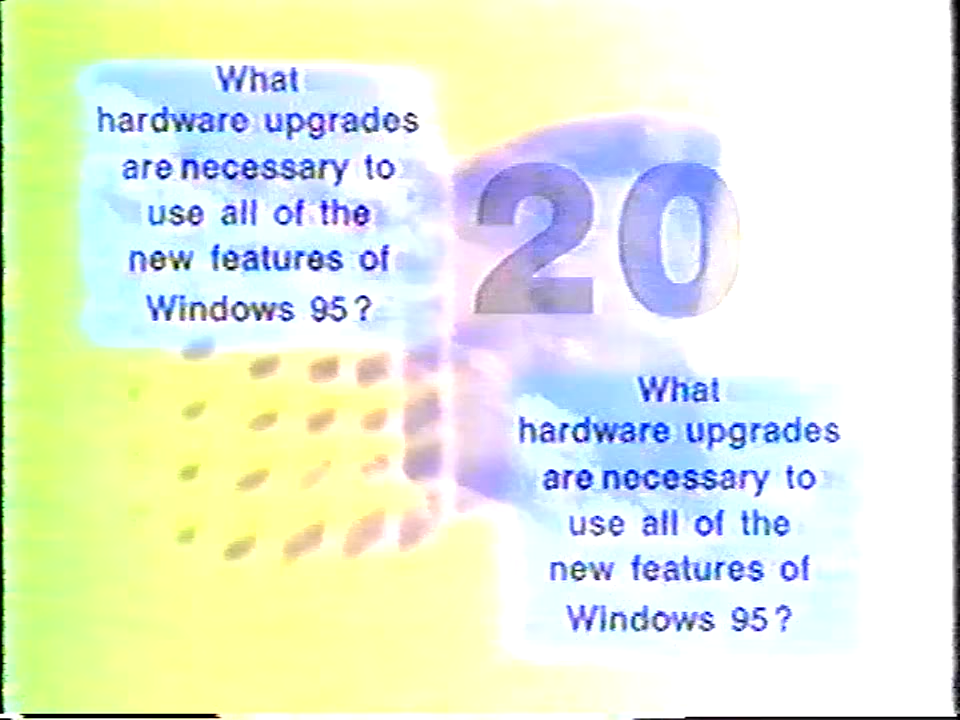 What
hardware upgrades
are necessary to
use all of the
new features of
Windows 95?
20
What
hardware upgrades
are necessary to
use all of the
new features of
Windows 95?